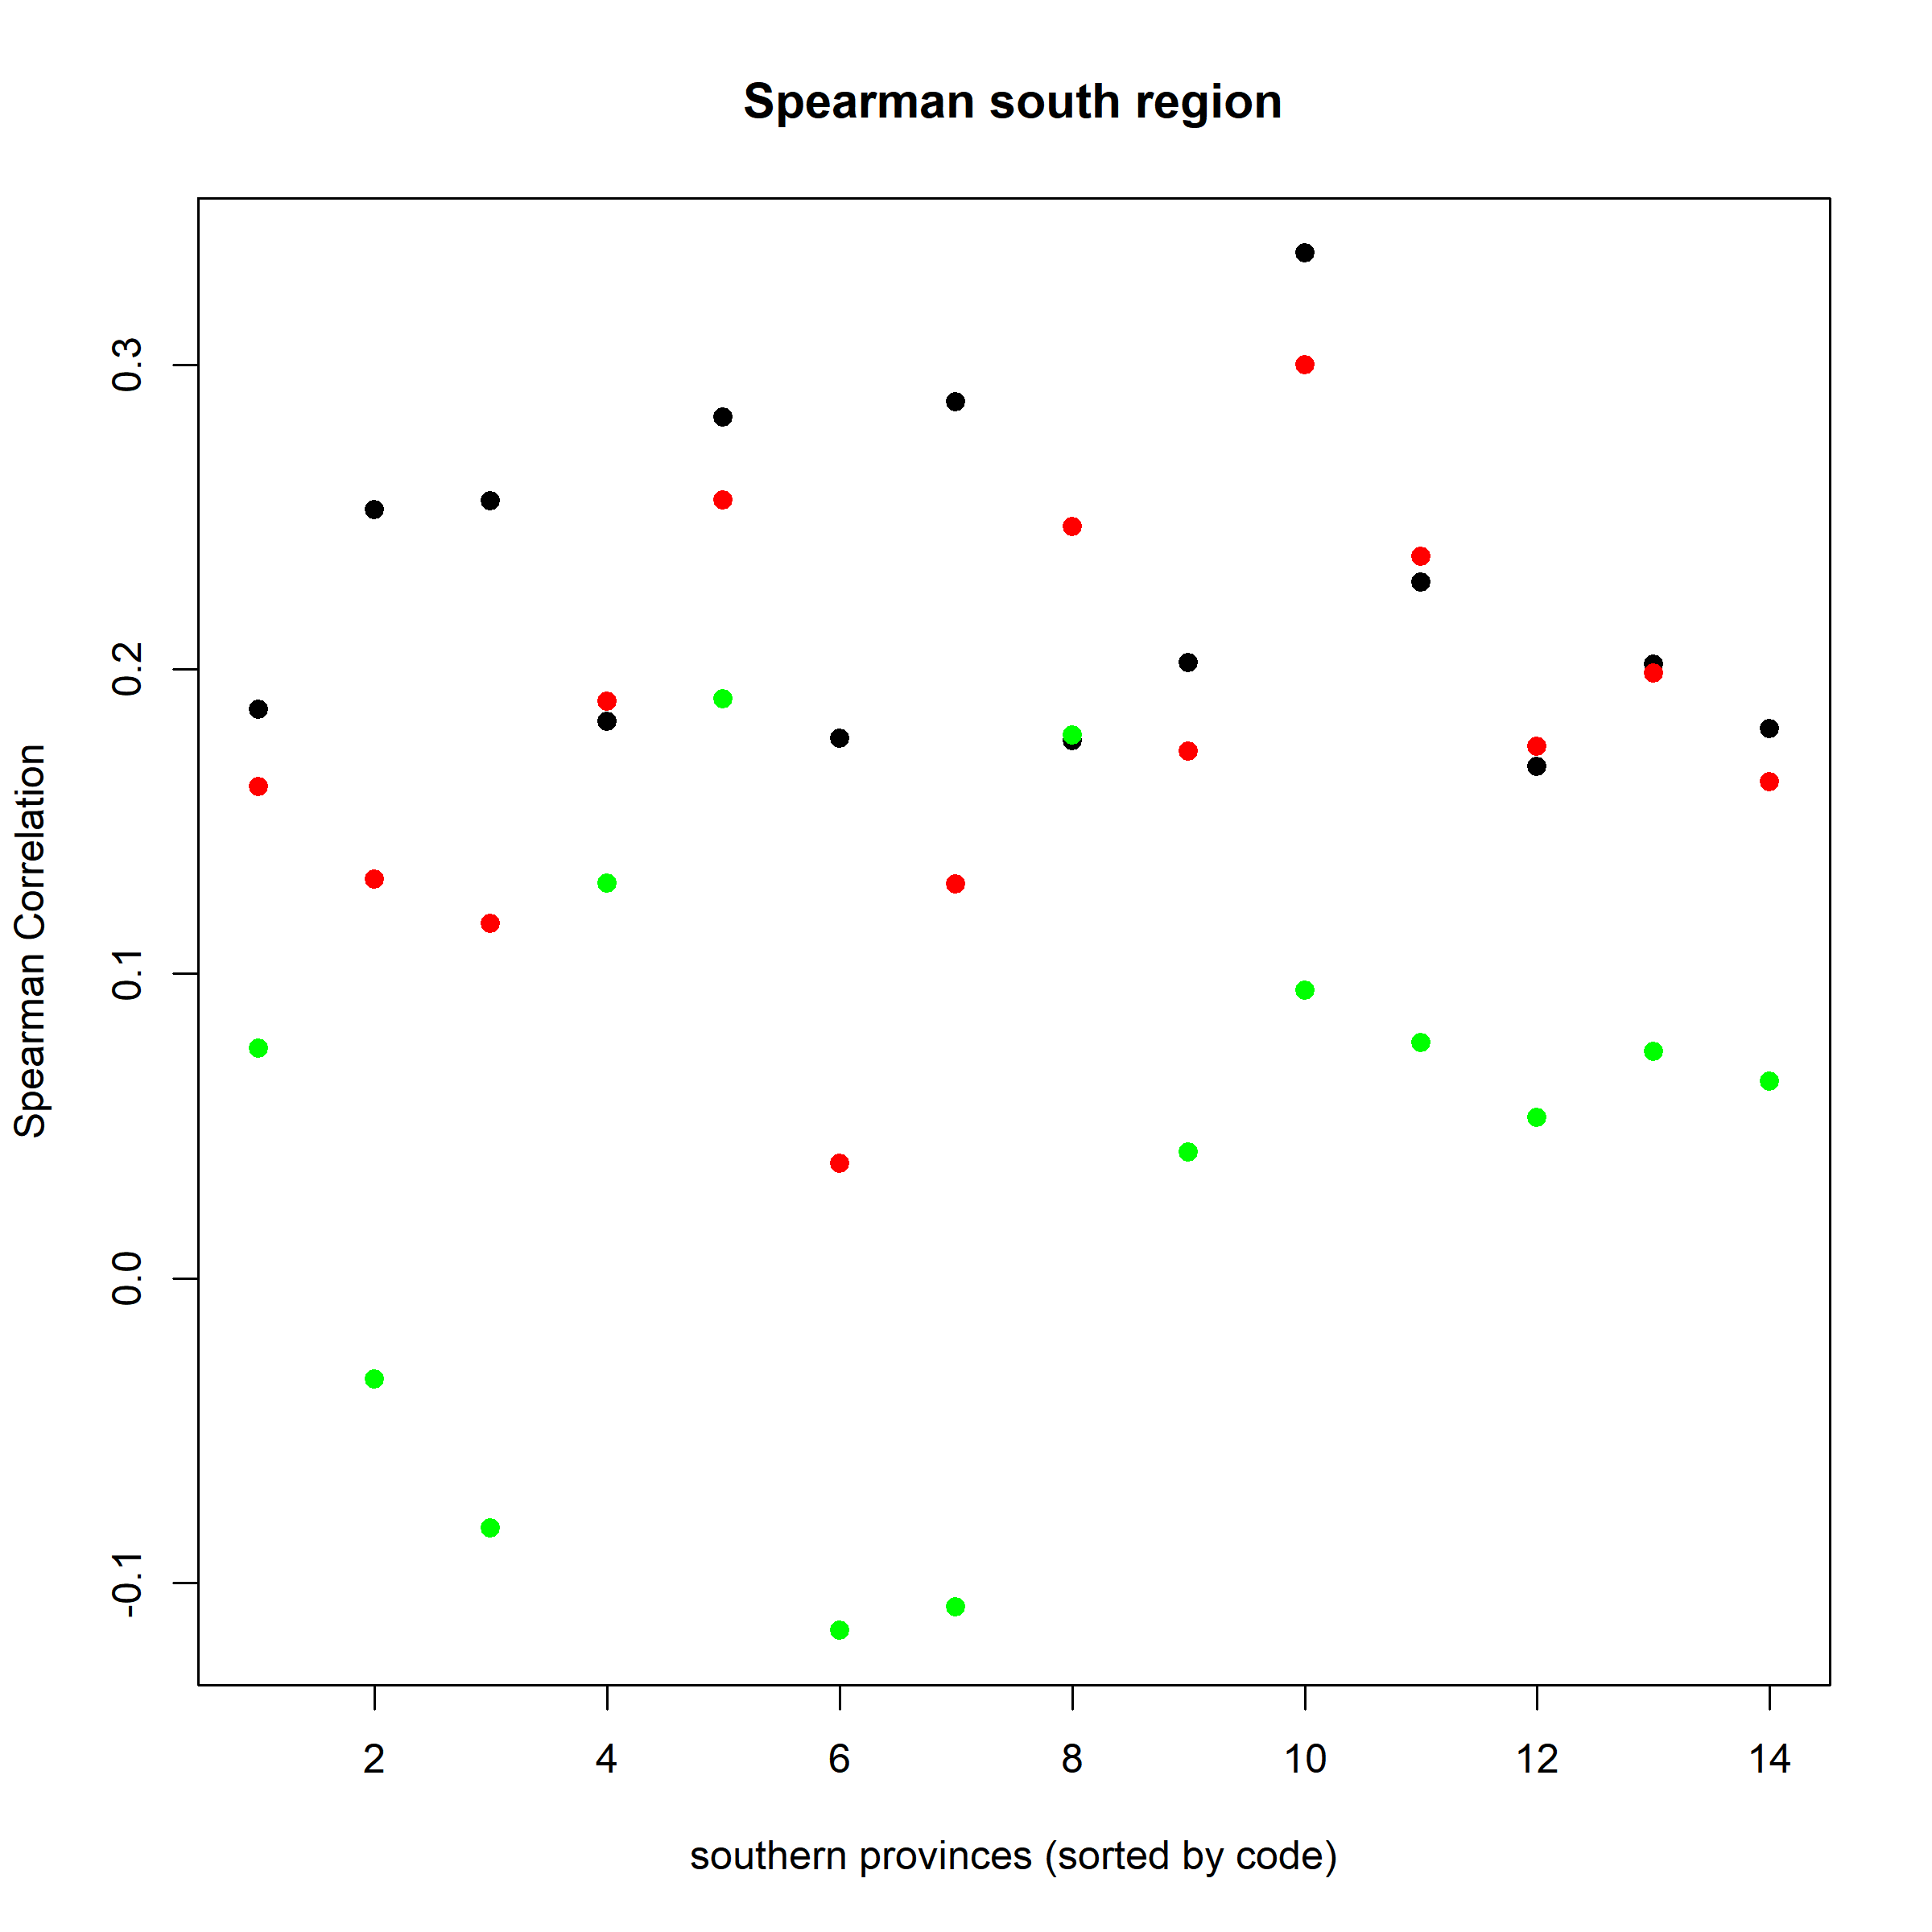 Spearman south region
Spearman Correlation
0.3
0.2
0.1
0.0
-0.1
2 4 6 8 10 12 14
southern provinces (sorted by code)